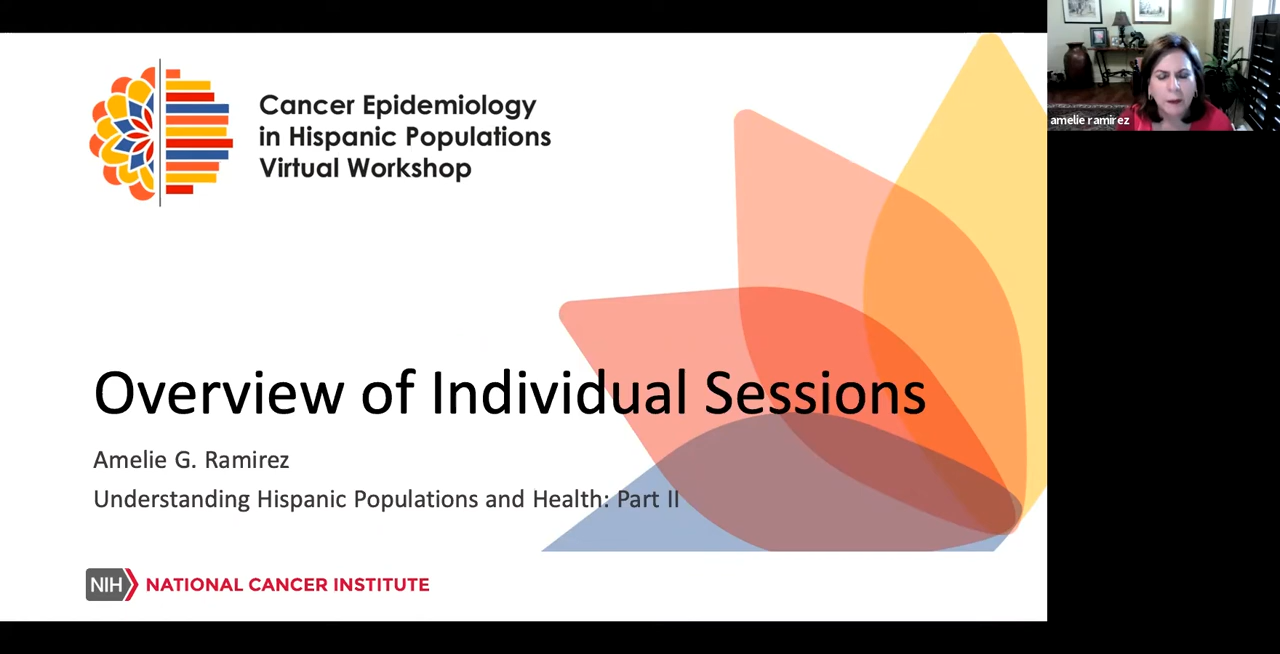 Cancer Epidemiology
in Hispanic Populations
Virtual Workshop
amelie ramirez
Overview of Individual Sessions
Amelie G. Ramirez
Understanding Hispanic Populations and Health: Part II
NIH NATIONAL CANCER INSTITUTE